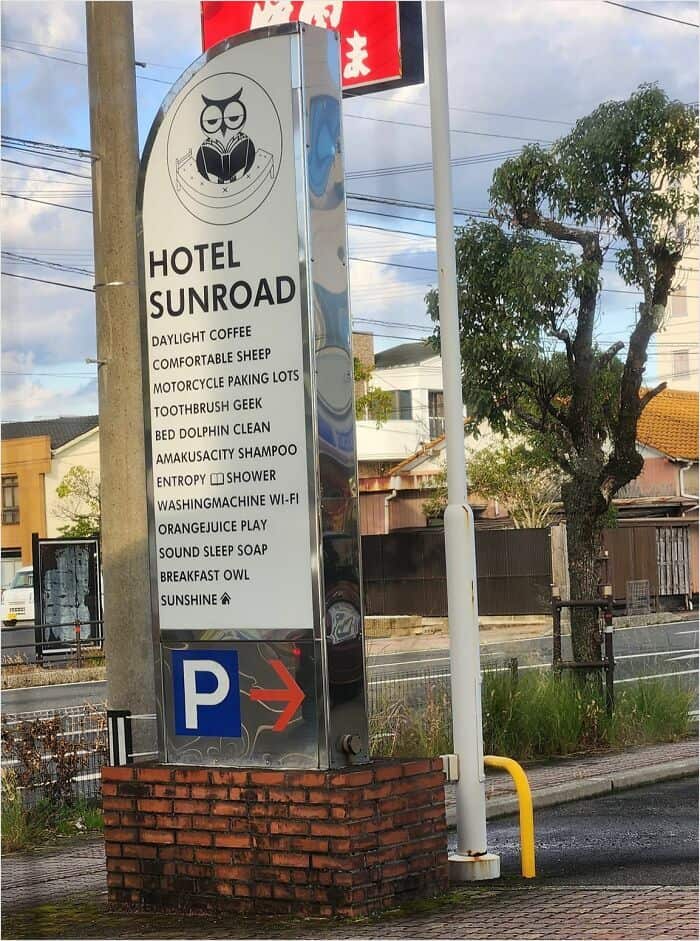 ま
HOTEL
SUNROAD
DAYLIGHT COFFEE
COMFORTABLE SHEEP
MOTORCYCLE PAKING LOTS
TOOTHBRUSH GEEK
BED DOLPHIN CLEAN
AMAKUSACITY SHAMPOO
ENTROPY SHOWER
WASHINGMACHINE WI-FI
ORANGEJUICE PLAY
SOUND SLEEP SOAP
BREAKFAST OWL
SUNSHINE
P